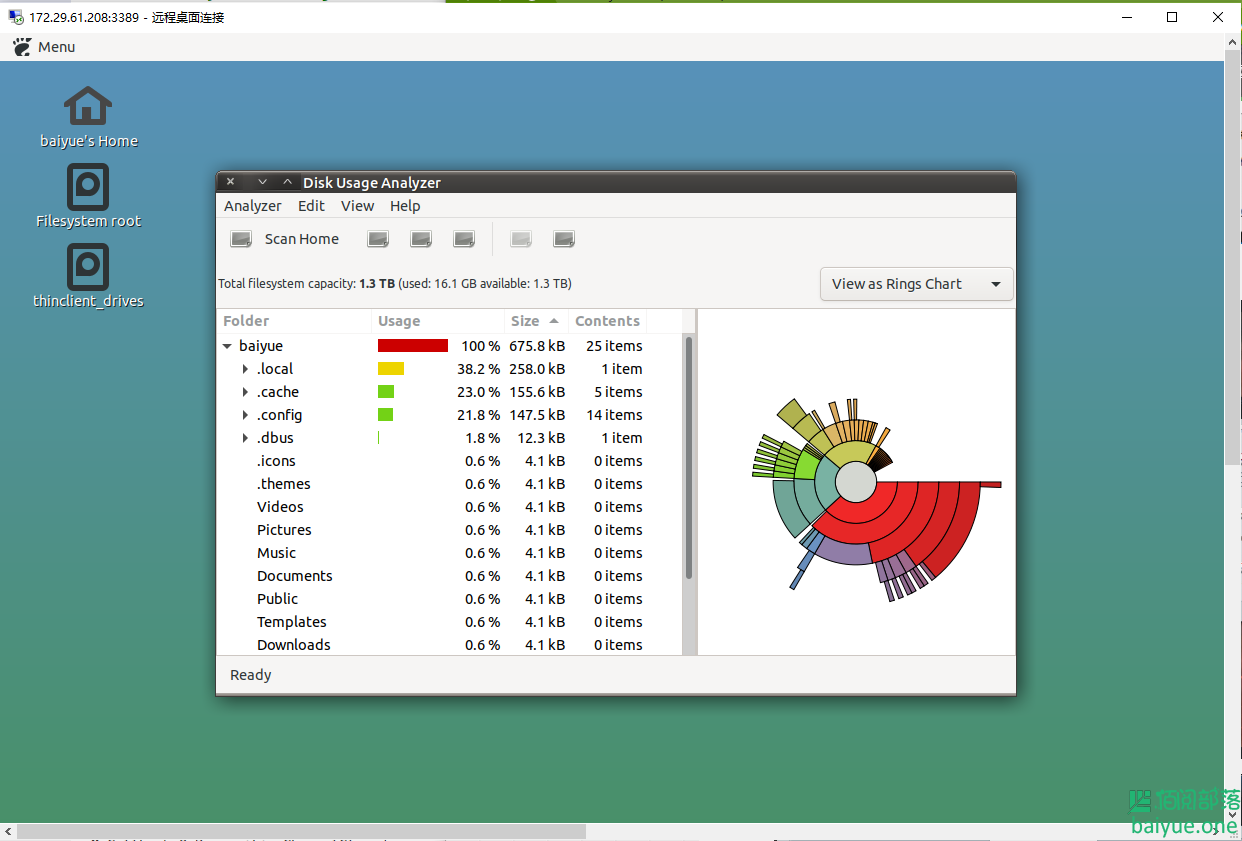 172.29.61.208:3389 - 远程桌面连接
Menu
baiyue's Home
Filesystem root
thinclient_drives
Disk Usage Analyzer
Analyzer Edit View Help
Scan Home
Total filesystem capacity: 1.3 TB (used: 16.1 GB available: 1.3 TB)
View as Rings Chart
Folder Usage Size Contents
baiyue 100 % 675.8 kB 25 items
.local 38.2 % 258.0 kB 1 item
.cache 23.0 % 155.6 kB 5 items
.config 21.8 % 147.5 kB 14 items
.dbus 1.8 % 12.3 kB 1 item
.icons 0.6 % 4.1 kB 0 items
.themes 0.6 % 4.1 kB 0 items
Videos 0.6 % 4.1 kB 0 items
Pictures 0.6 % 4.1 kB 0 items
Music 0.6 % 4.1 kB 0 items
Documents 0.6 % 4.1 kB 0 items
Public 0.6 % 4.1 kB 0 items
Templates 0.6 % 4.1 kB 0 items
Downloads 0.6 % 4.1 kB 0 items
Ready
佰阅部落
baiyue.one